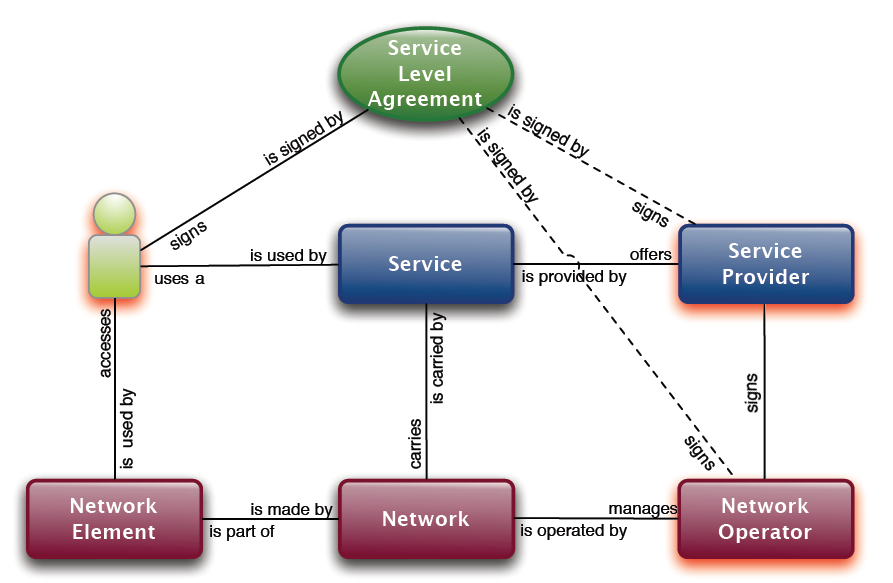 Service
Level
Agreement
is signed by
signs
is signed by
signs
is signed by
signs
is used by
uses a
Service
offers
is provided by
Service
Provider
accesses
is used by
is carried by
carries
signs
Network
Element
is made by
is part of
Network
manages
is operated by
Network
Operator